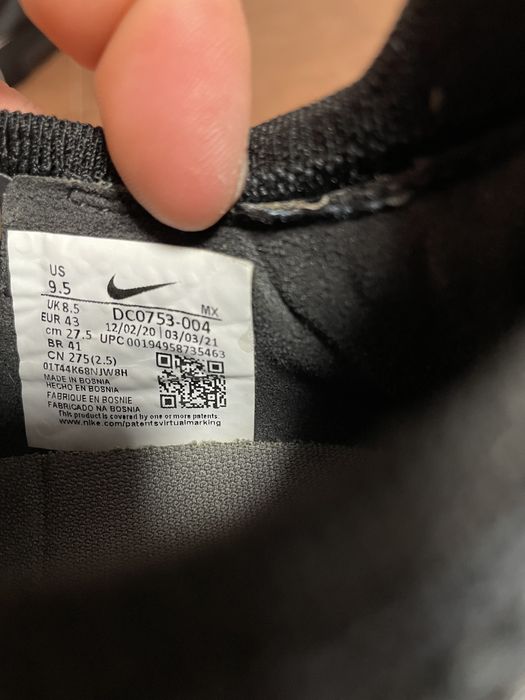 US
9.5
MX
UK 8.5
DC0753-004
EUR 43
12/02/20 | 03/03/21
cm 27.5
UPC 00194958735463
BR 41
CN 275(2.5)
01T44K68NJW8H
MADE IN BOSNIA
HECHO EN BOSNIA
FABRIQUE EN BOSNIE
FABRICADO NA BOSNIA
This product is covered by one or more patents.
www.nike.com/patentsvirtualmarking